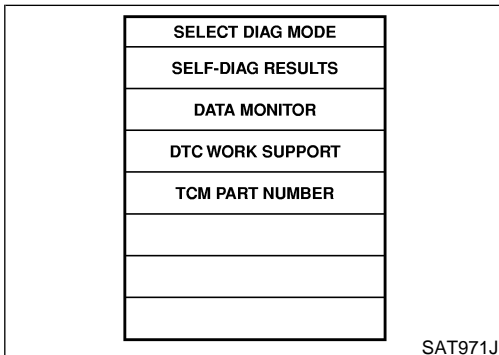 SELECT DIAG MODE
SELF-DIAG RESULTS
DATA MONITOR
DTC WORK SUPPORT
TCM PART NUMBER
SAT971J